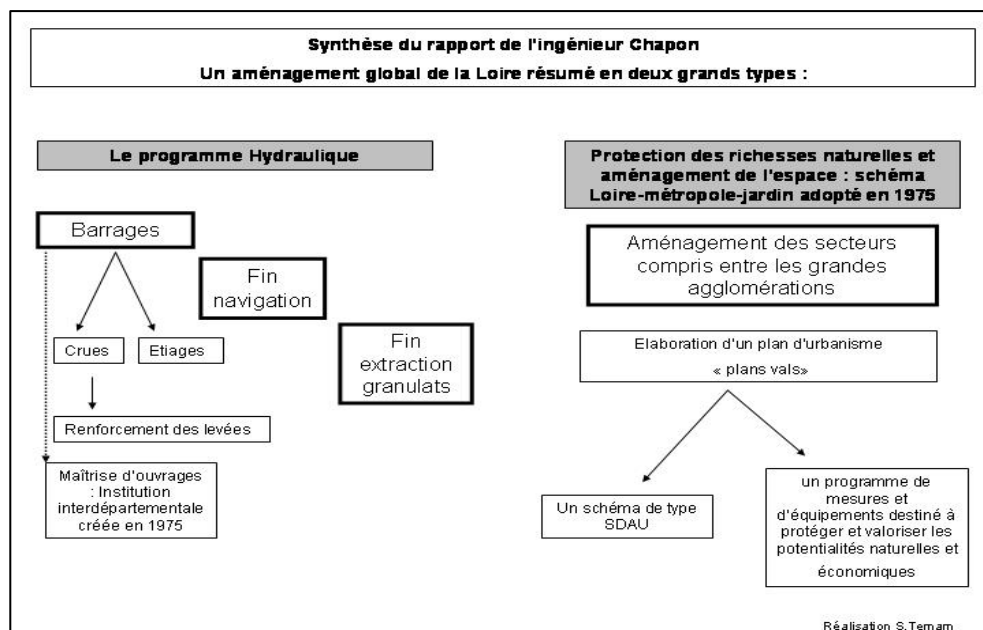 Synthèse du rapport de l'ingénieur Chapon
Un aménagement global de la Loire résumé en deux grands types :
Le programme Hydraulique
Barrages
Fin
navigation
Fin
extraction
granulats
Crues
Etiages
Renforcement des levées
Maîtrise d'ouvrages
: Institution
interdépartementale
créée en 1975
Protection des richesses naturelles et
aménagement de l'espace : schéma
Loire-métropole-jardin adopté en 1975
Aménagement des secteurs
compris entre les grandes
agglomérations
Elaboration d'un plan d'urbanisme
« plans vals»
Un schéma de type
SDAU
un programme de
mesures et
d'équipements destiné à
protéger et valoriser les
potentialités naturelles et
économiques
Réalisation S.Temam